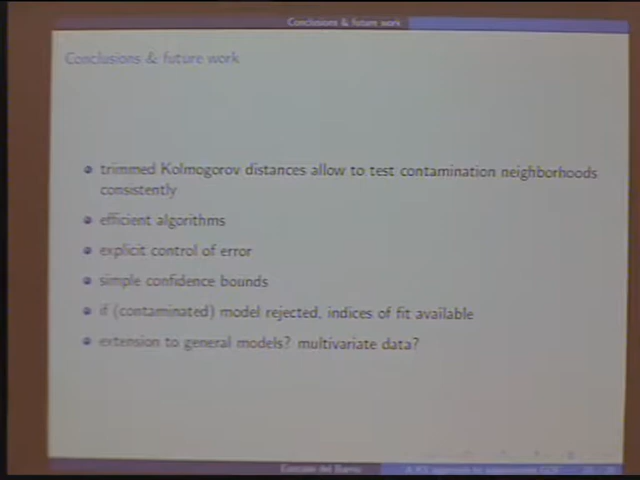 Conclusions & future work
Conclusions & future work
trimmed Kolmogorov distances allow to test contamination neighborhoods
consistently
efficient algorithms
explicit control of error
simple confidence bounds
if (contaminated) model rejected, indices of fit available
extension to general models? multivariate data?
del Barrio